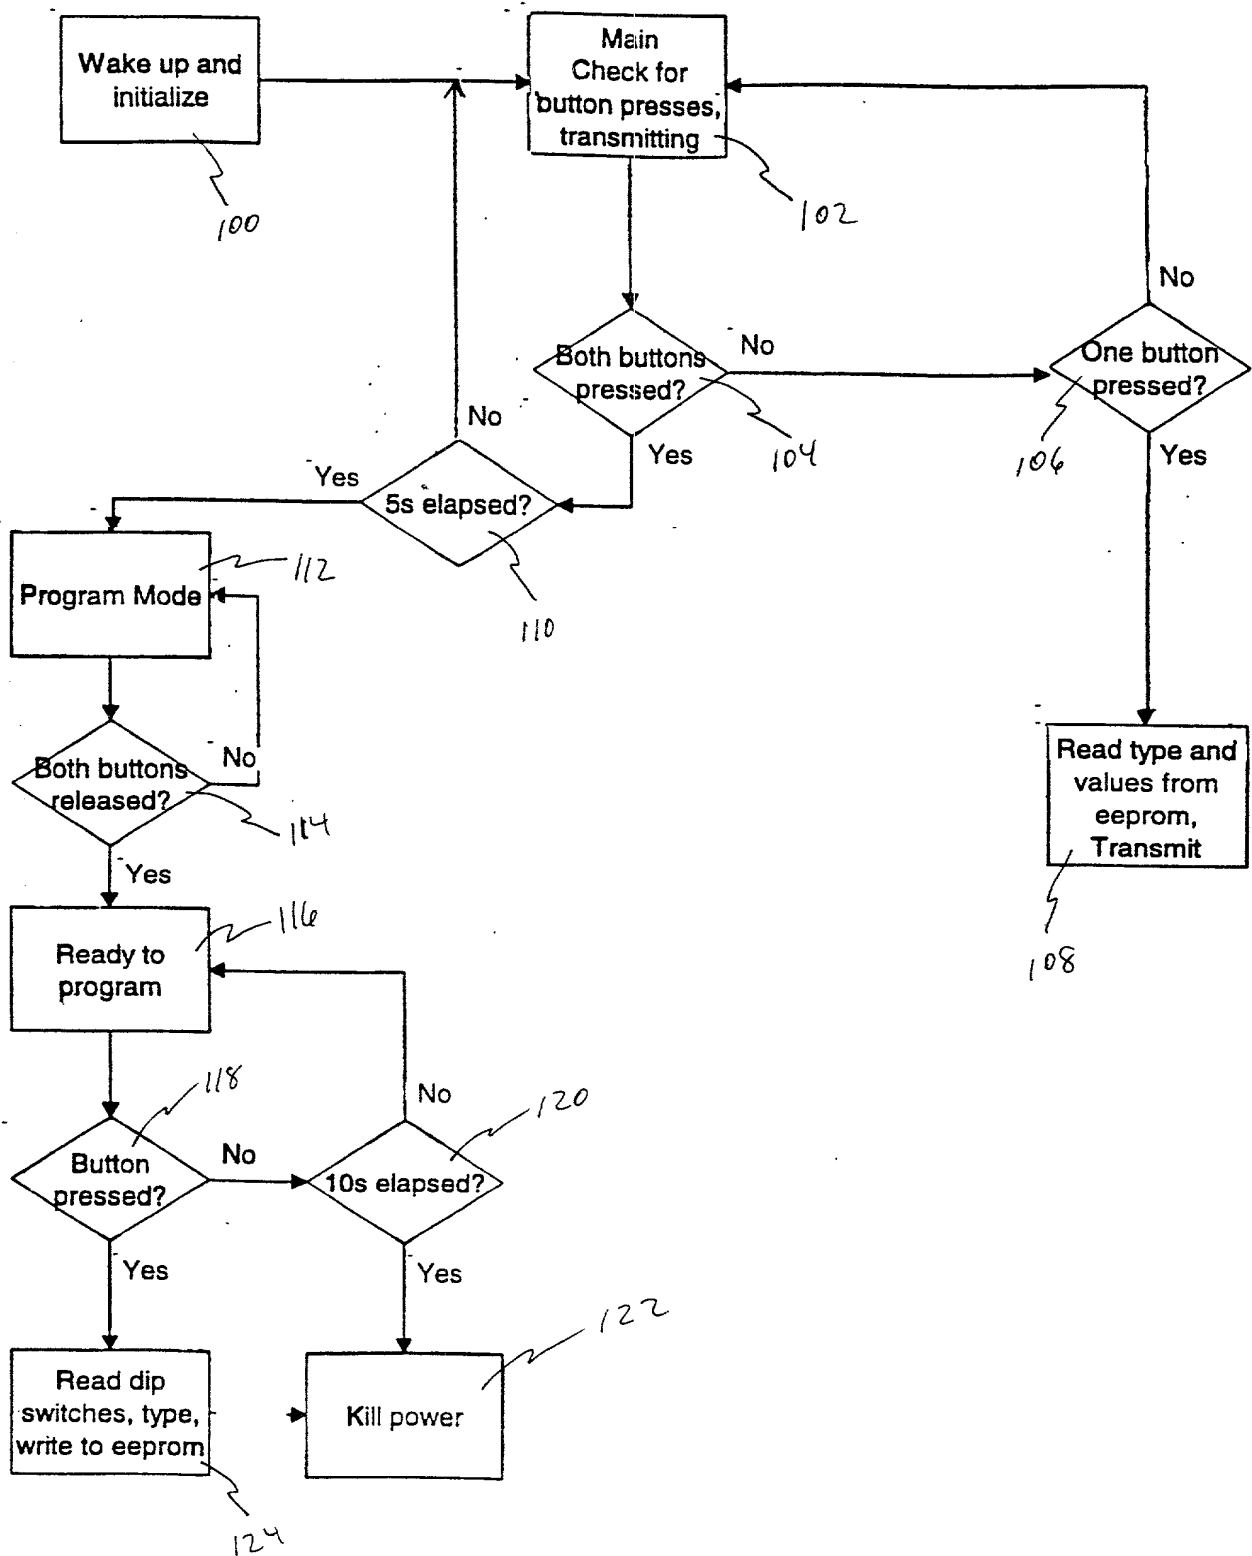 Wake up and
initialize
100
Main
Check for
button presses,
transmitting
102
Both buttons
pressed?
104
No
Yes
One button
pressed?
106
No
Yes
Read type and
values from
eeprom,
Transmit
108
5s elapsed?
110
No
Yes
Program Mode
112
Both buttons
released?
114
No
Yes
Ready to
program
116
Button
pressed?
118
No
Yes
10s elapsed?
120
No
Yes
Kill power
122
Read dip
switches, type,
write to eeprom
124